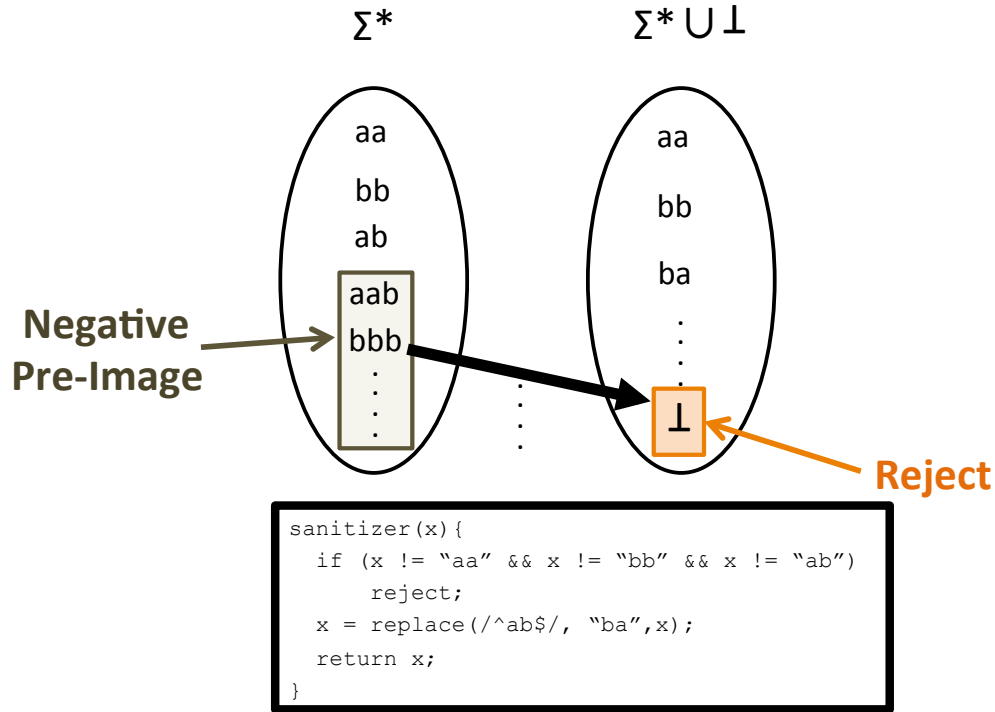 Σ*
Σ* ∪ ⊥
aa
bb
ab
aab
bbb
aa
bb
ba
⊥
Negative
Pre-Image
Reject
sanitizer(x){
  if (x != “aa” && x != “bb” && x != “ab”)
      reject;
  x = replace(/^ab$/, “ba”,x);
  return x;
}